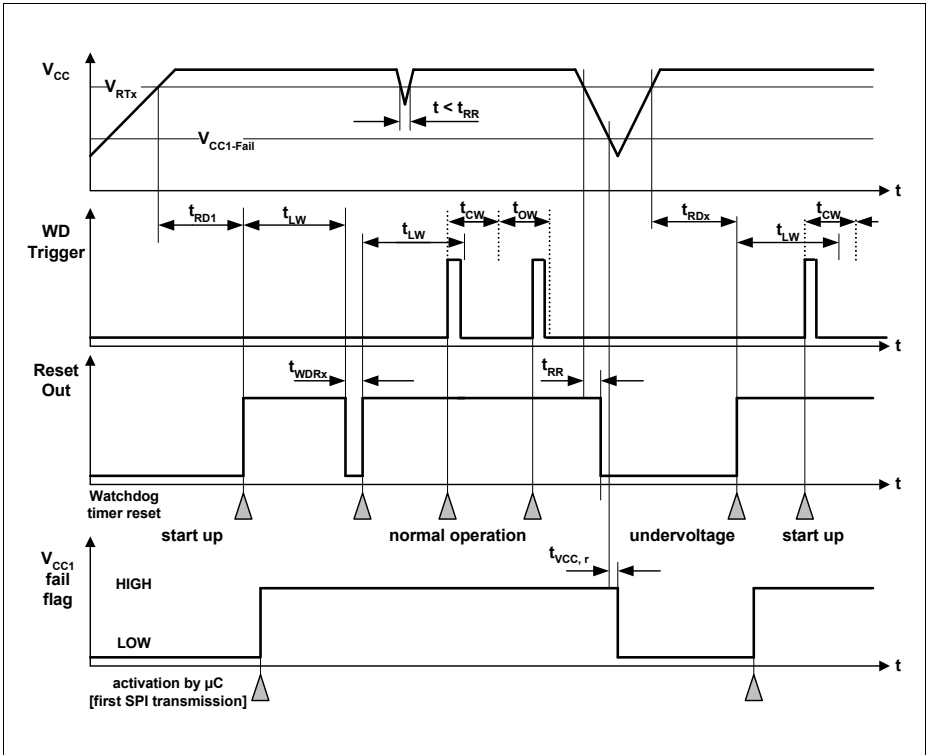 VCC
VRTx
t < tRR
VCC1-Fail
t
tRD1
tLW
tCW
tOW
tRDx
tCW
WD
Trigger
tLW
tLW
t
Reset
Out
tWDRx
tRR
t
Watchdog
timer reset
start up
normal operation
undervoltage
start up
VCC1
fail
flag
HIGH
tVCC, r
LOW
t
activation by µC
[first SPI transmission]